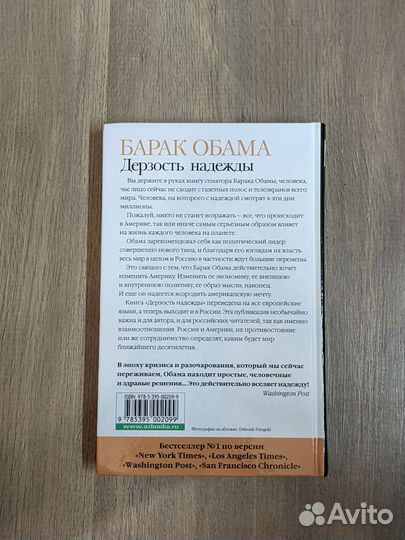 БАРАК ОБАМА
Дерзость надежды
Вы держите в руках книгу сенатора Барака Обамы, человека,
чье лицо сейчас не сходит с газетных полос и телеэкранов всего
мира. Человека, на которого с надеждой смотрят в эти дни
миллионы.
Пожалуй, никто не станет возражать – все, что происходит
в Америке, так или иначе самым серьезным образом влияет
на жизнь каждого человека на планете.
Обама зарекомендовал себя как политический лидер
совершенно нового типа, и благодаря его взглядам на власть
весь мир в целом и Россию в частности ждут большие перемены.
Это связано с тем, что Барак Обама действительно хочет
изменить Америку. Изменить ее экономику, ее внешнюю
и внутреннюю политику, ее образ мысли, наконец.
И еще он надеется возродить американскую мечту.
Книга «Дерзость надежды» переведена на все европейские
языки, а теперь выходит и в России. Эта публикация необычайно
важна и для автора, и для российских читателей, так как именно
взаимоотношения России и Америки, их противостояние
или же сотрудничество определят, каким будет мир
ближайшего десятилетия.
В эпоху кризиса и разочарования, который мы сейчас
переживаем, Обама находит простые, человечные
и здравые решения... Это действительно вселяет надежду!
Washington Post
ISBN 978-5-395-00209-9
9 785395 002099
www.azbooka.ru
Фотография на обложке: Deborah Feingold
Бестселлер №1 по версии
«New York Times», «Los Angeles Times»,
«Washington Post», «San Francisco Chronicle»
Avito